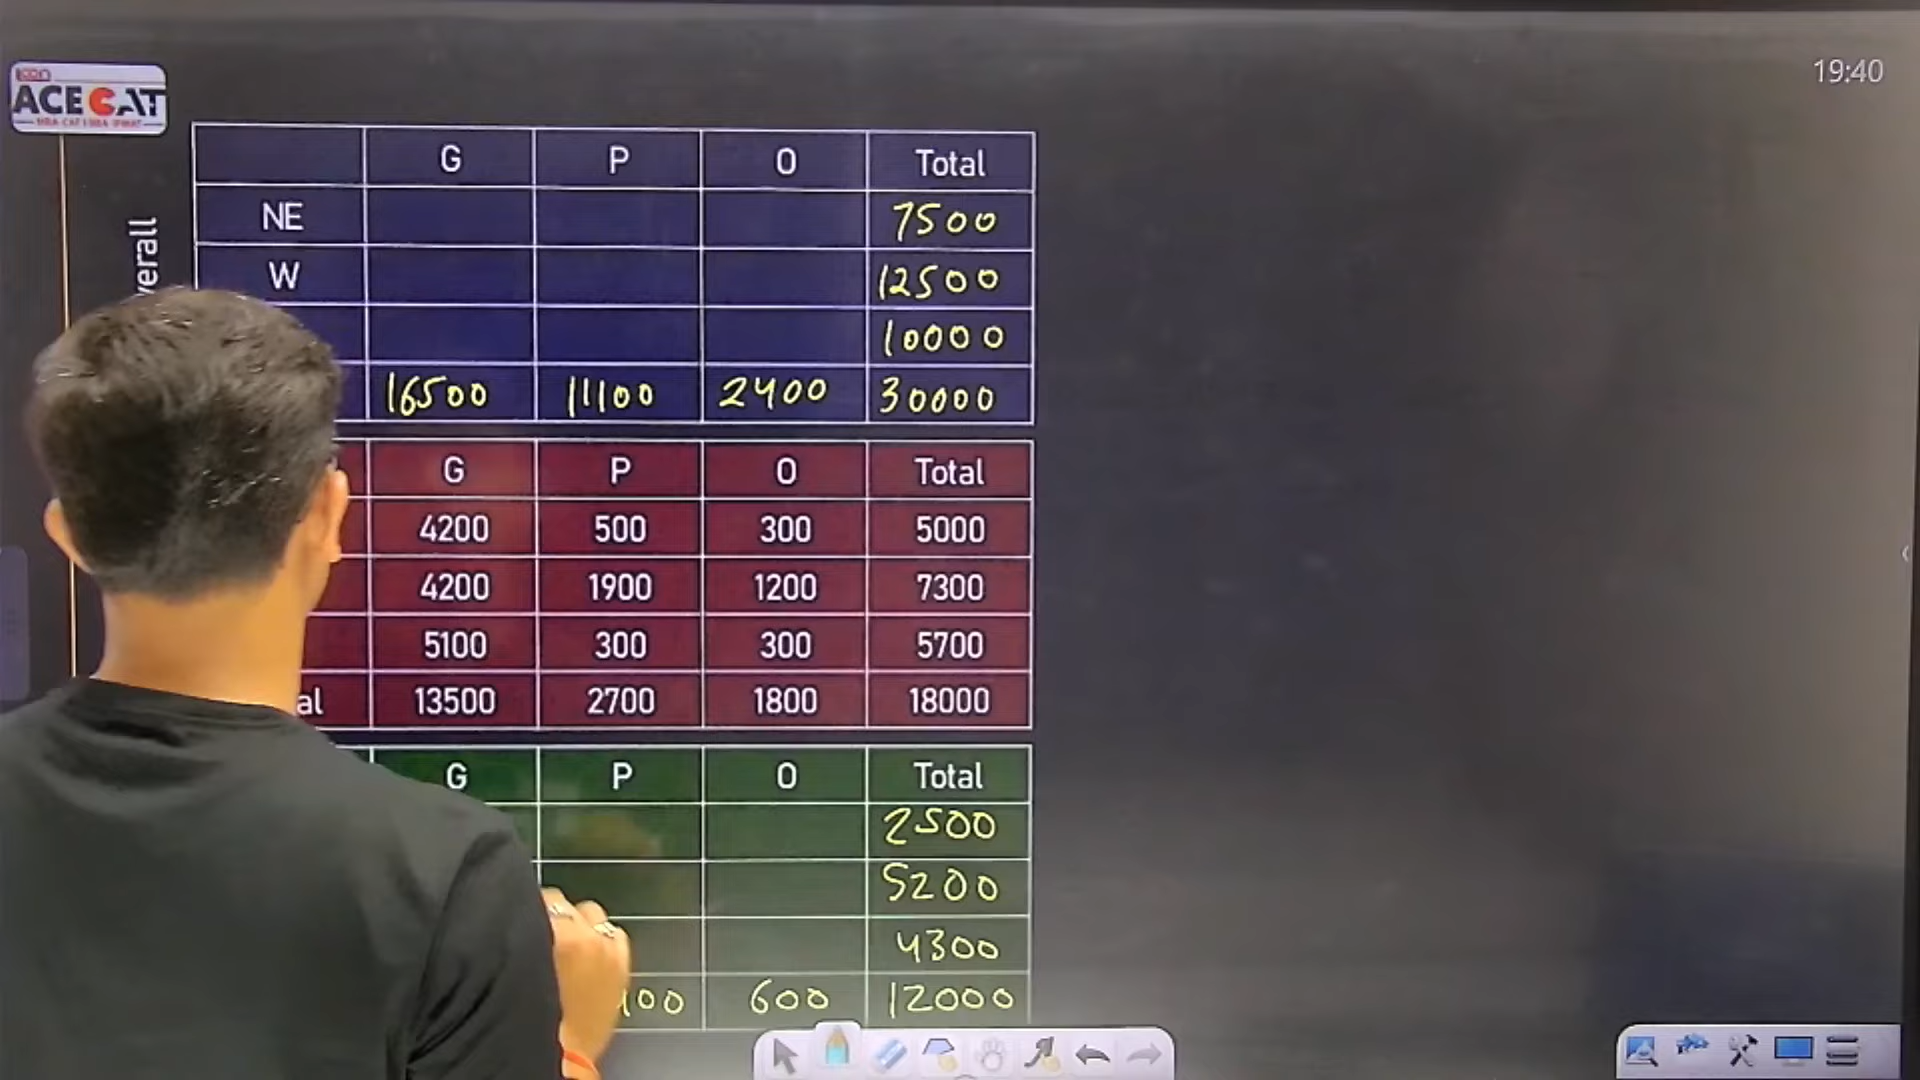 19:40
ACE CAT
G P O Total
NE 7500
verall
W 12500
10000
16500 11100 2400 30000
G P O Total
4200 500 300 5000
4200 1900 1200 7300
5100 300 300 5700
al 13500 2700 1800 18000
G P O Total
2500
5200
4300
600 12000